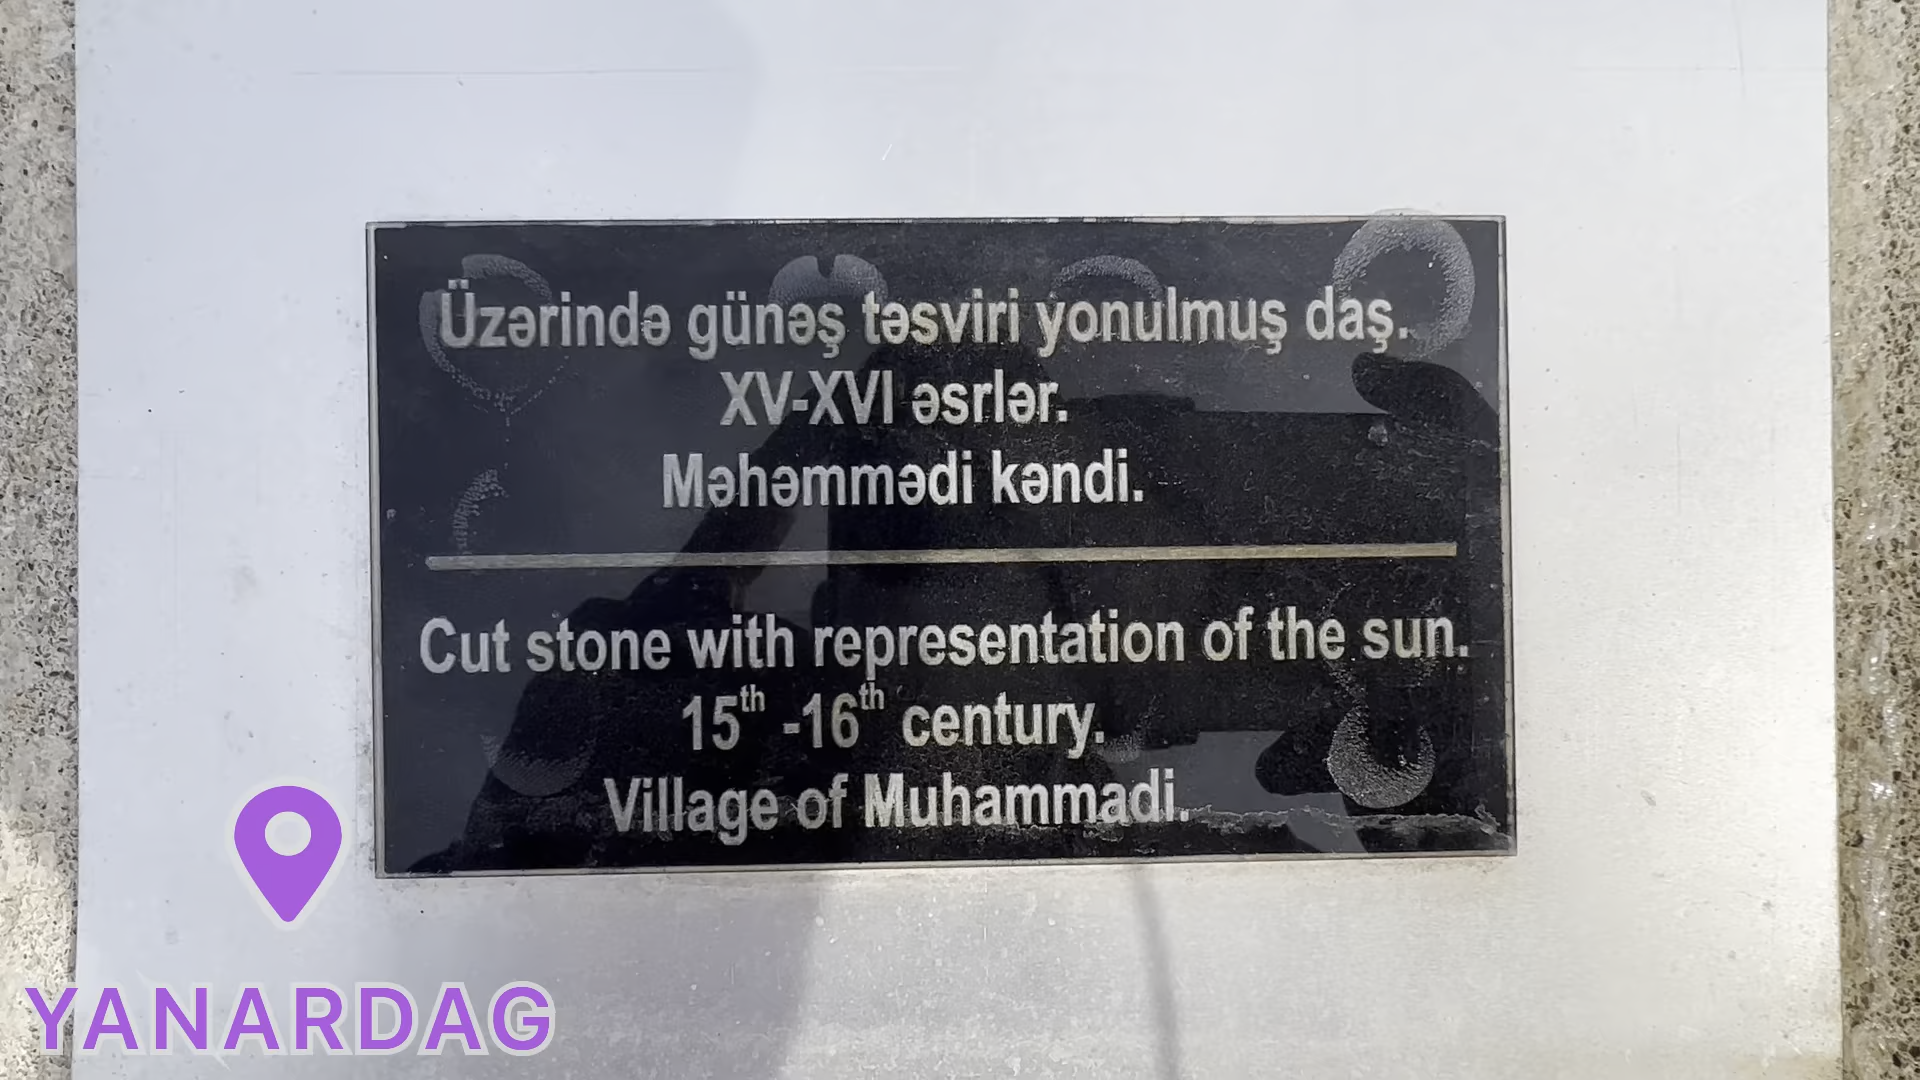 Üzərində günəş təsviri yonulmuş daş.
XV-XVI əsrlər.
Məhəmmədi kəndi.
Cut stone with representation of the sun.
15th -16th century.
Village of Muhammadi.
YANARDAG